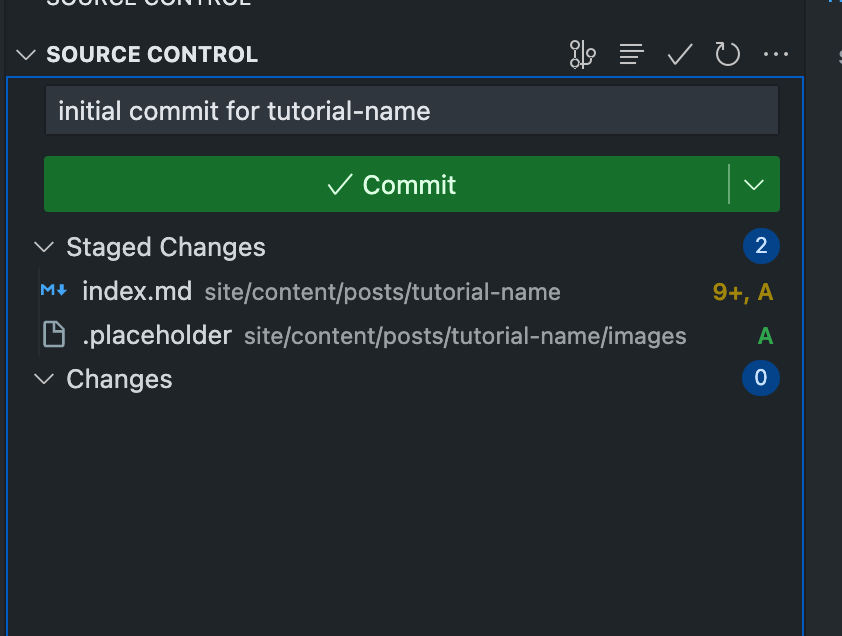 SOURCE CONTROL
SOURCE CONTROL
initial commit for tutorial-name
Commit
Staged Changes 2
index.md site/content/posts/tutorial-name 9+, A
.placeholder site/content/posts/tutorial-name/images A
Changes 0